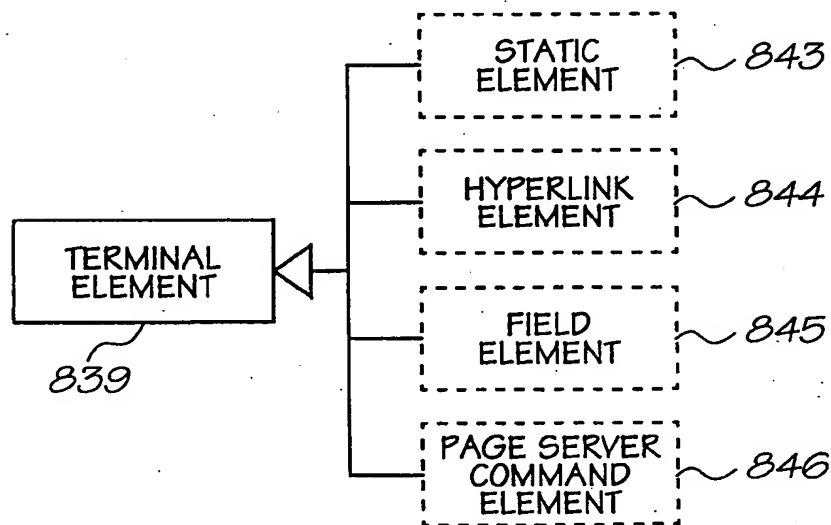 STATIC
ELEMENT
843
HYPERLINK
ELEMENT
844
TERMINAL
ELEMENT
839
FIELD
ELEMENT
845
PAGE SERVER
COMMAND
ELEMENT
846